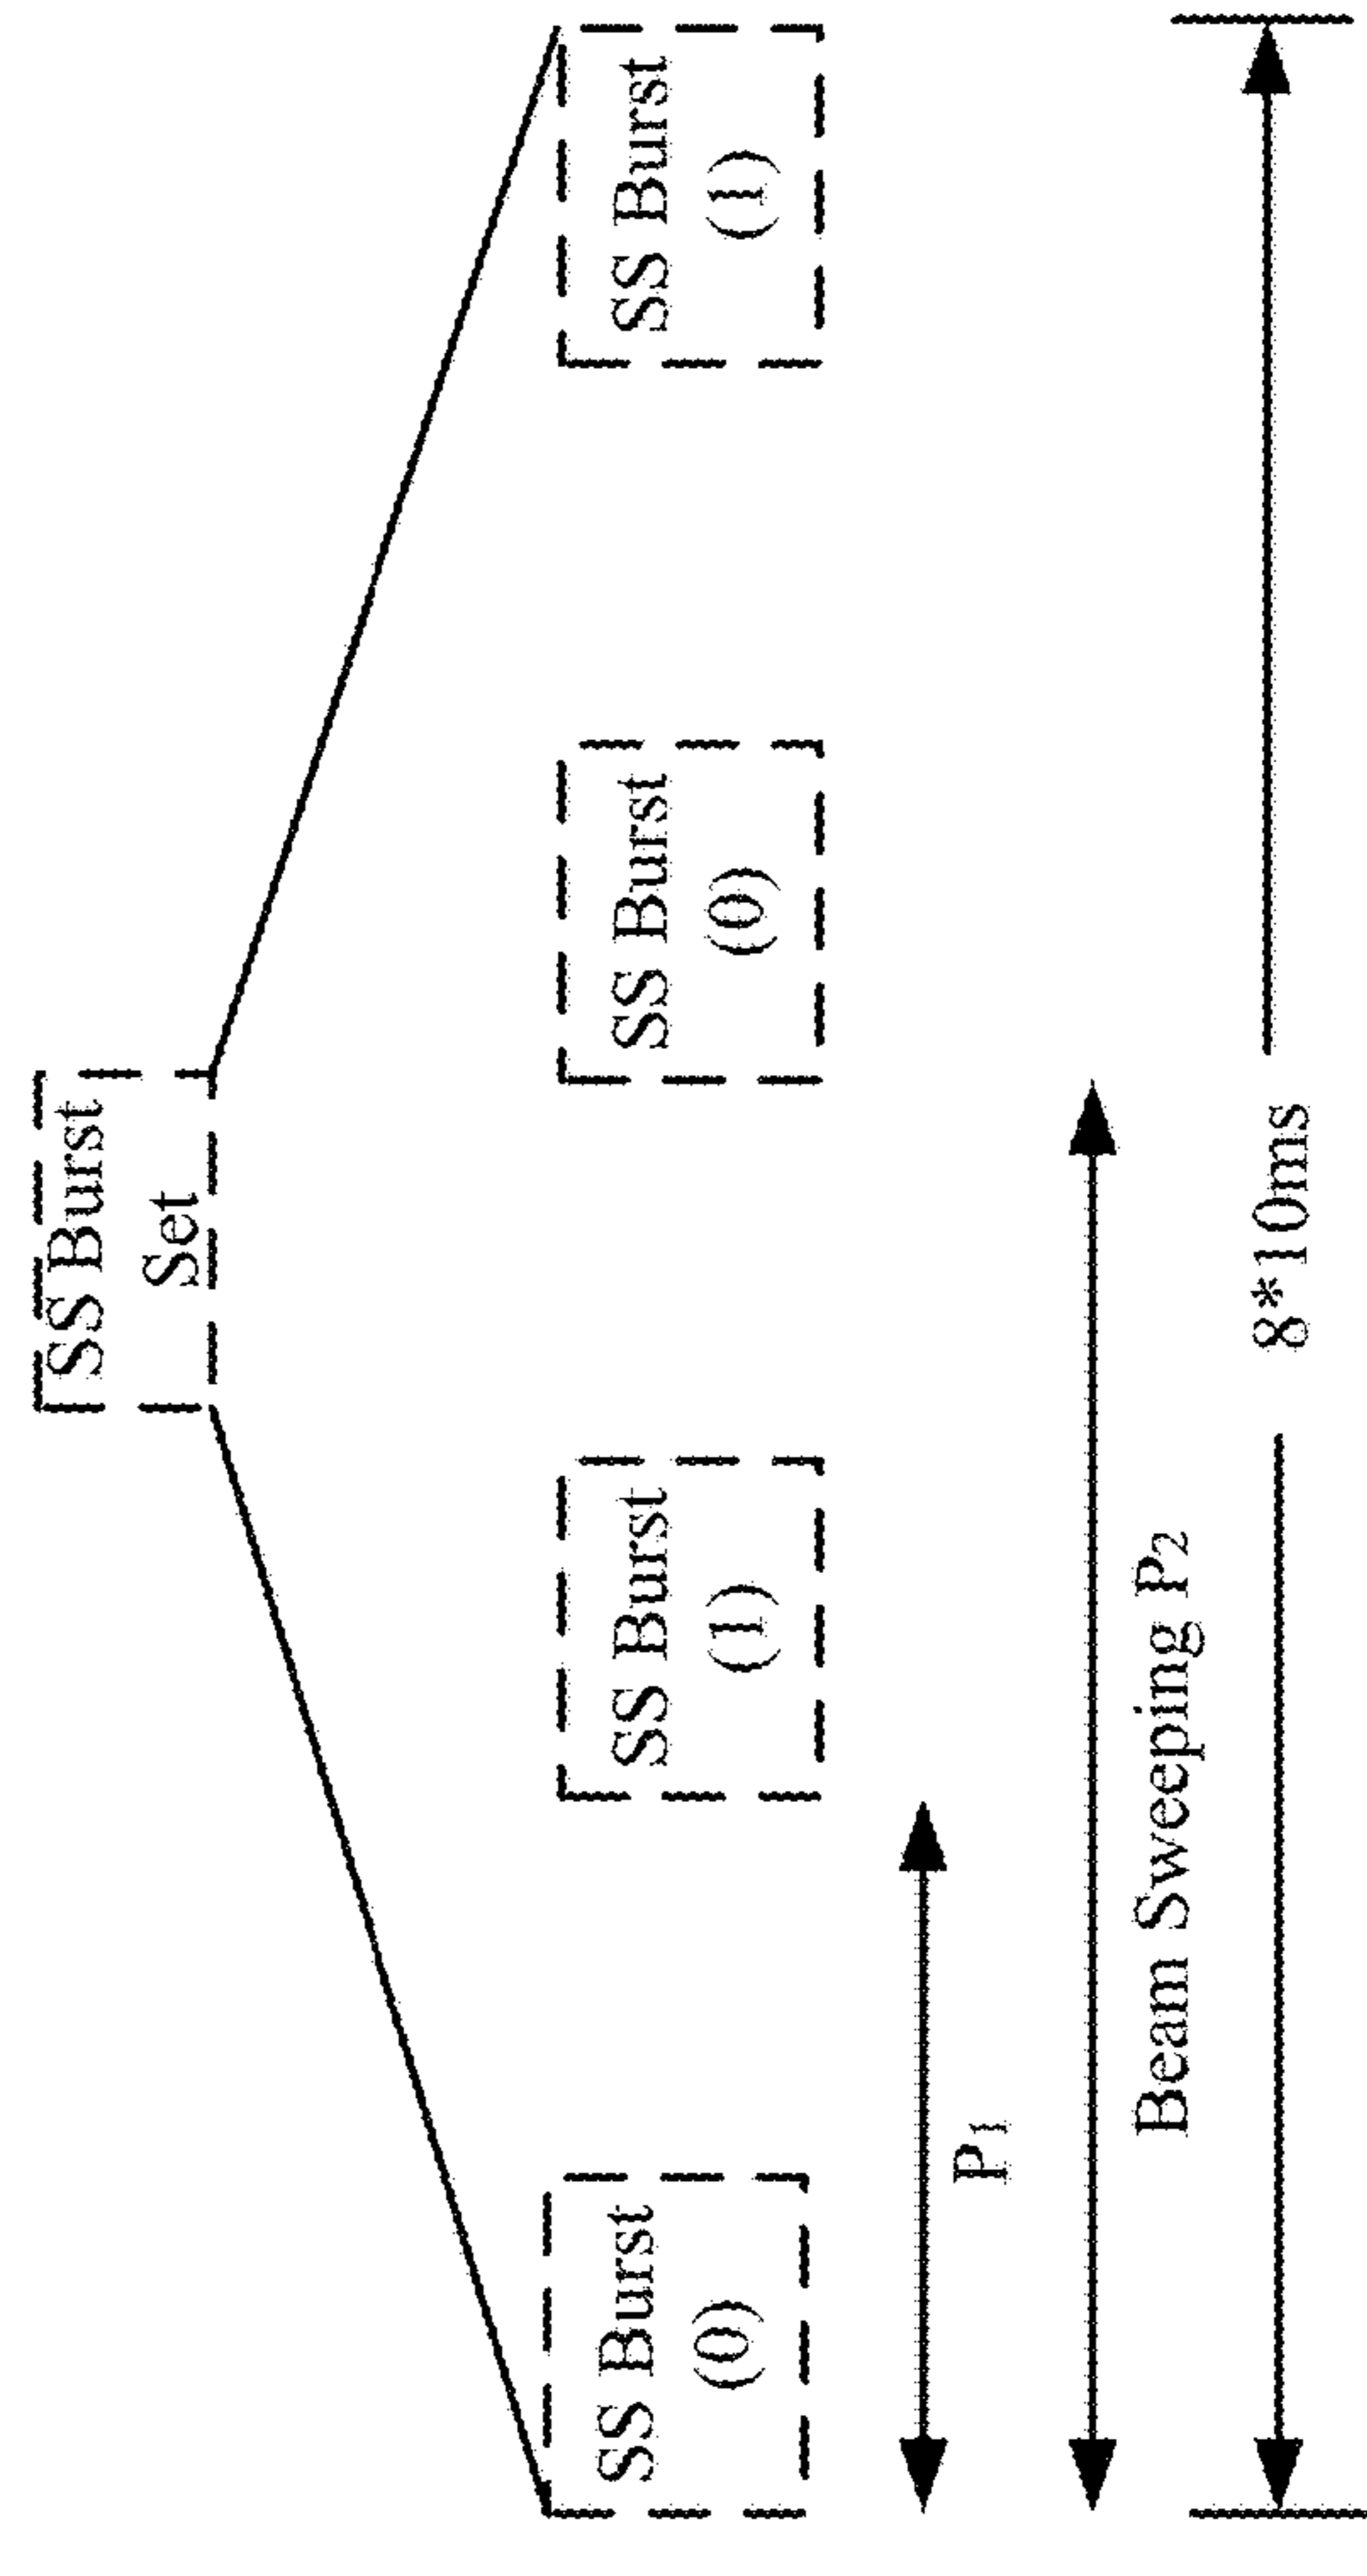 SS Burst
Set
SS Burst
(0)
SS Burst
(1)
SS Burst
(0)
SS Burst
(1)
P1
Beam Sweeping P2
8*10ms